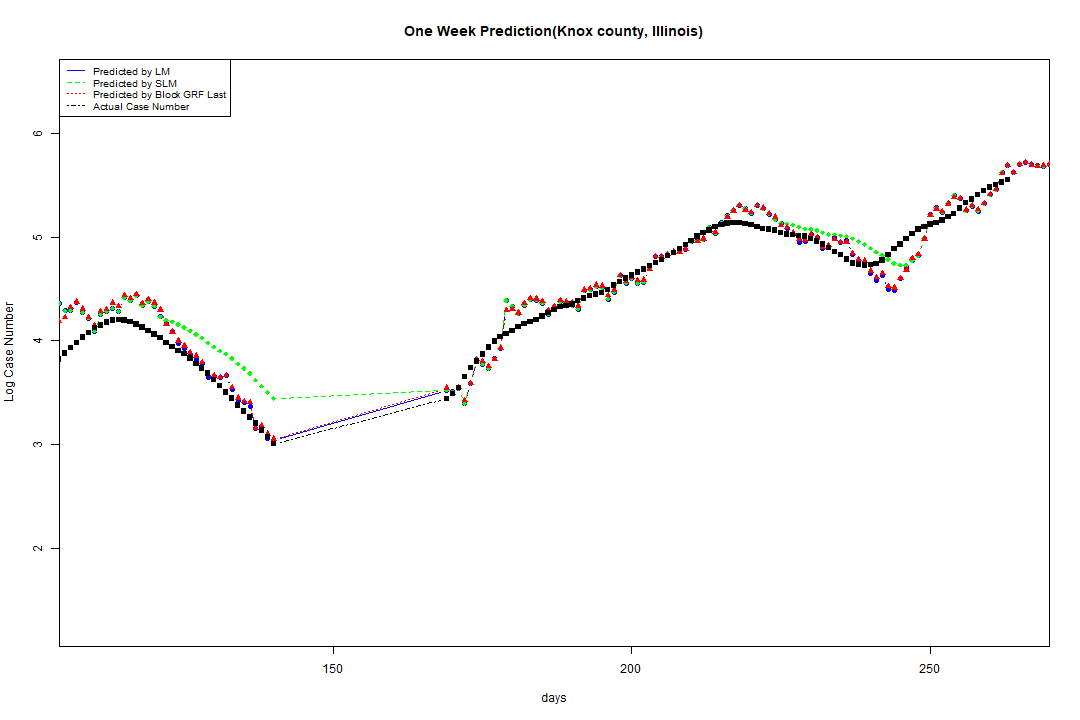 One Week Prediction(Knox county, Illinois)
Predicted by LM
Predicted by SLM
Predicted by Block GRF Last
Actual Case Number
Log Case Number
6
5
4
3
2
150 200 250
days